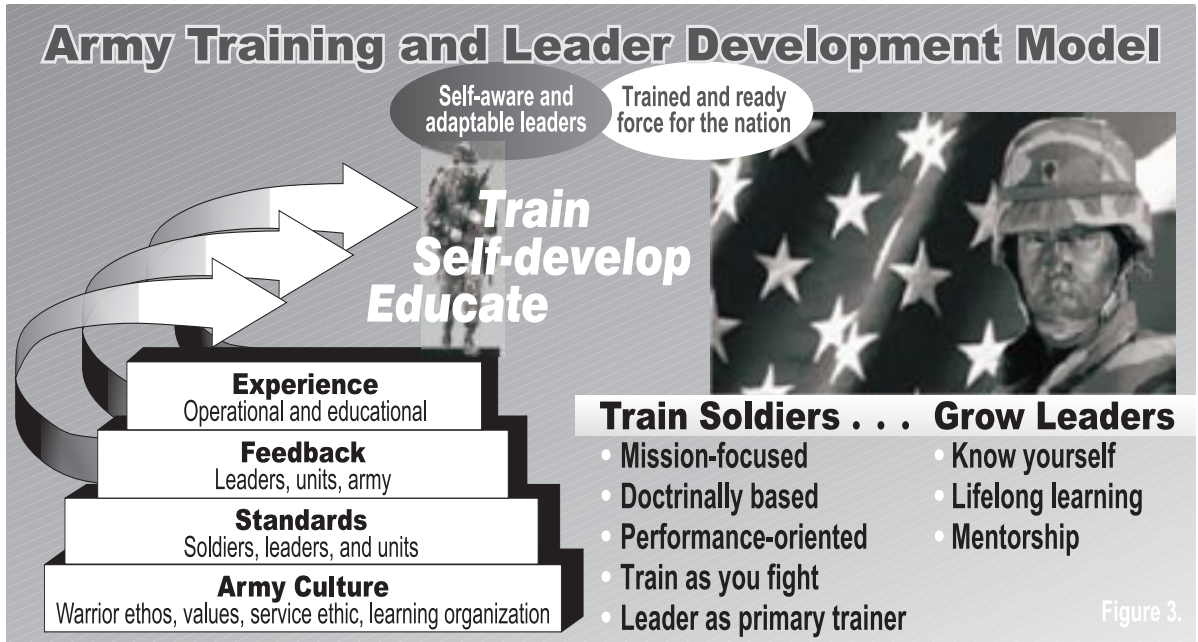 Army Training and Leader Development Model
Self-aware and
adaptable leaders
Trained and ready
force for the nation
Train
Self-develop
Educate
Experience
Operational and educational
Feedback
Leaders, units, army
Standards
Soldiers, leaders, and units
Army Culture
Warrior ethos, values, service ethic, learning organization
Train Soldiers . . . Grow Leaders
• Mission-focused
• Doctrinally based
• Performance-oriented
• Train as you fight
• Leader as primary trainer
• Know yourself
• Lifelong learning
• Mentorship
Figure 3.